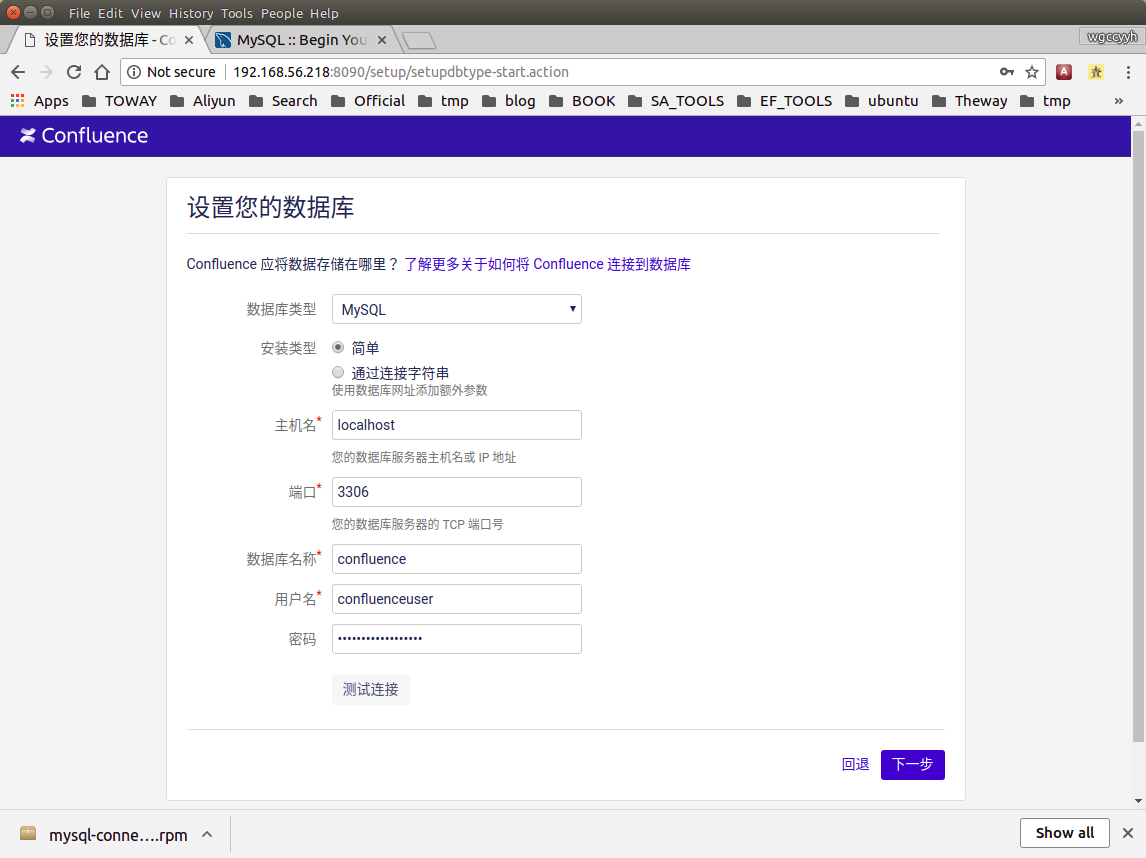 File Edit View History Tools People Help
设置您的数据库 - Co
MySQL :: Begin You
wgccyyh
Not secure 192.168.56.218:8090/setup/setupdbtype-start.action
Apps TOWAY Aliyun Search Official tmp blog BOOK SA_TOOLS EF_TOOLS ubuntu Theway tmp »
Confluence
设置您的数据库
Confluence 应将数据存储在哪里？ 了解更多关于如何将 Confluence 连接到数据库
数据库类型 MySQL
安装类型 简单
通过连接字符串
使用数据库网址添加额外参数
主机名* localhost
您的数据库服务器主机名或 IP 地址
端口* 3306
您的数据库服务器的 TCP 端口号
数据库名称* confluence
用户名* confluenceuser
密码 ••••••••••••••••••
测试连接
回退 下一步
mysql-conne....rpm Show all